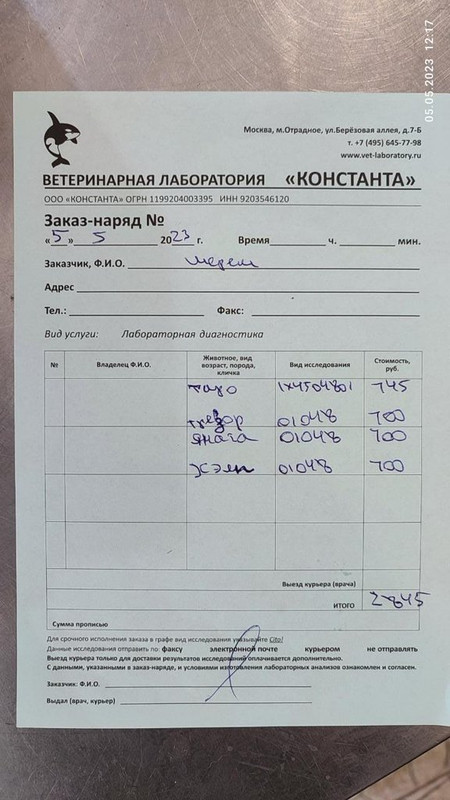 05.05.2023 12:17
Москва, м.Отрадное, ул.Берёзовая аллея, д.7-Б
т. +7 (495) 645-77-98
www.vet-laboratory.ru
ВЕТЕРИНАРНАЯ ЛАБОРАТОРИЯ «КОНСТАНТА»
ООО «КОНСТАНТА» ОГРН 1199204003395 ИНН 9203546120
Заказ-наряд №
«5» 5 2023 г. Время ч. мин.
Заказчик, Ф.И.О.
Адрес
Тел.: Факс:
Вид услуги: Лабораторная диагностика
№ Владелец Ф.И.О. Животное, вид возраст, порода, кличка Вид исследования Стоимость, руб.
745
01048 700
01048 700
01048 700
Выезд курьера (врача)
ИТОГО 2845
Сумма прописью
Для срочного исполнения заказа в графе вид исследования указывайте Cito!
Данные исследования отправить по: факсу электронной почте курьером не отправлять
Выезд курьера только для доставки результатов исследований оплачивается дополнительно.
С данными, указанными в заказ-наряде, и условиями изготовления лабораторных анализов ознакомлен и согласен.
Заказчик: Ф.И.О.
Выдал (врач, курьер)